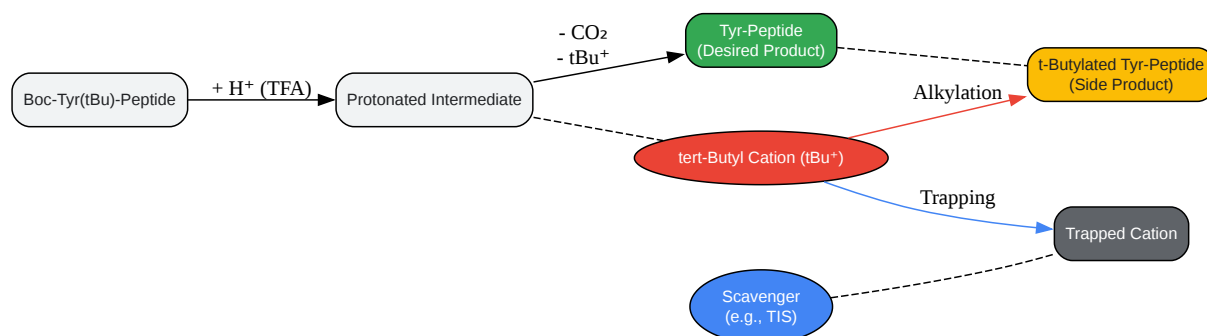 Boc-Tyr(tBu)-Peptide
+ H⁺ (TFA)
Protonated Intermediate
- CO₂
- tBu⁺
Tyr-Peptide
(Desired Product)
tert-Butyl Cation (tBu⁺)
Alkylation
t-Butylated Tyr-Peptide
(Side Product)
Trapping
Trapped Cation
Scavenger
(e.g., TIS)